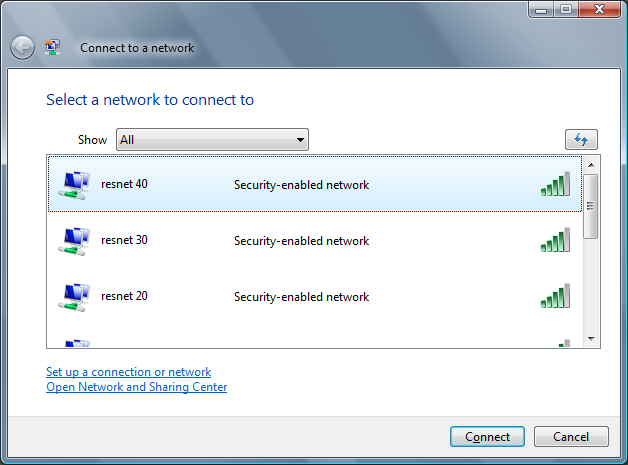 Connect to a network
Select a network to connect to
Show All
resnet 40 Security-enabled network
resnet 30 Security-enabled network
resnet 20 Security-enabled network
Set up a connection or network
Open Network and Sharing Center
Connect Cancel